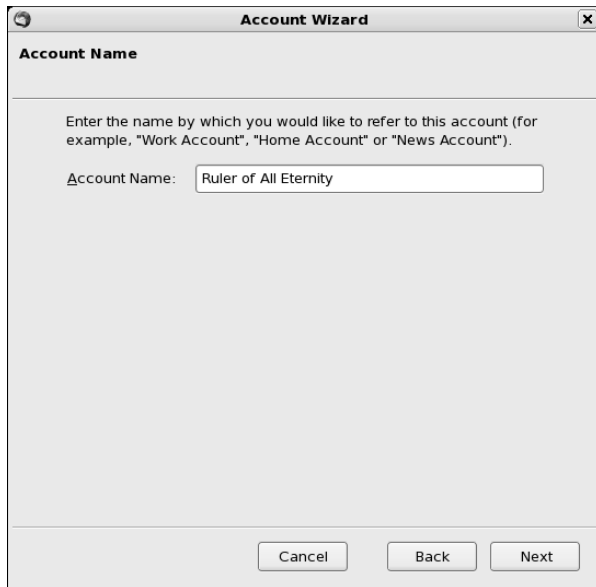 Account Wizard
Account Name
Enter the name by which you would like to refer to this account (for
example, "Work Account", "Home Account" or "News Account").
Account Name: Ruler of All Eternity
Cancel Back Next